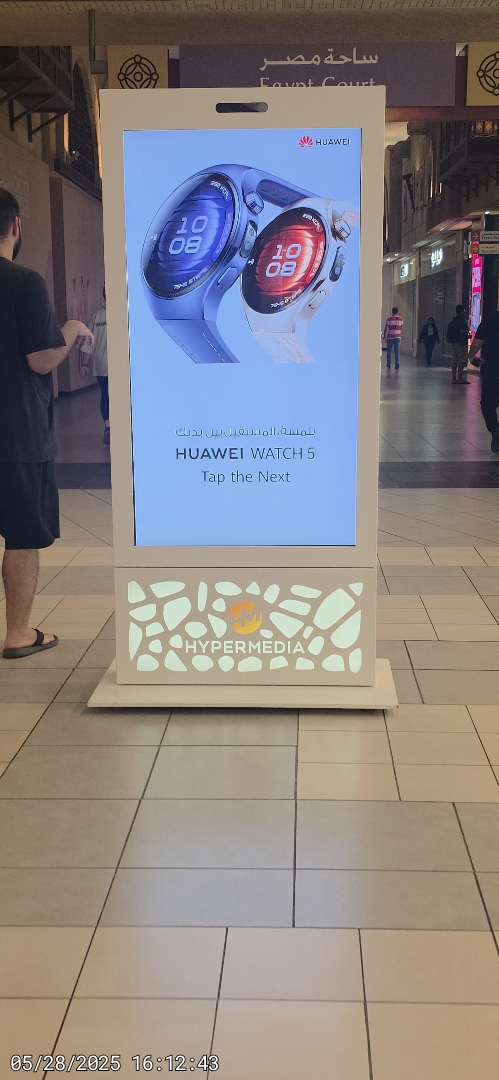 ساحة مصر
Egypt Court
HUAWEI
10
08
10
08
بلمسة، المستقبل بين يديك
HUAWEI WATCH 5
Tap the Next
HYPERMEDIA
05/28/2025 16:12:43